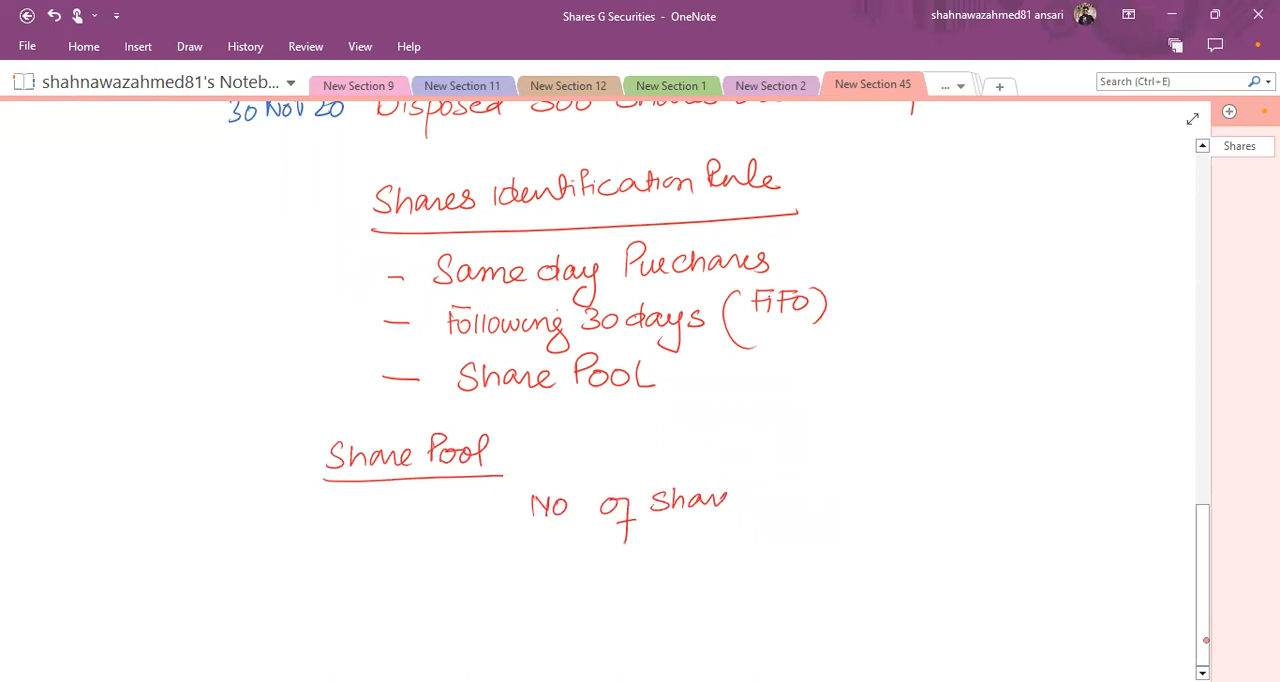 Shares G Securities - OneNote
shahnawazahmed81 ansari
File Home Insert Draw History Review View Help
shahnawazahmed81's Noteb...
New Section 9 New Section 11 New Section 12 New Section 1 New Section 2 New Section 45 ...
Search (Ctrl+E)
Shares
30 Nov 20 Disposed 500 Shares
Shares Identification Rule
- Same day Purchases
- Following 30 days (FiFo)
- Share Pool
Share Pool
No of Shar